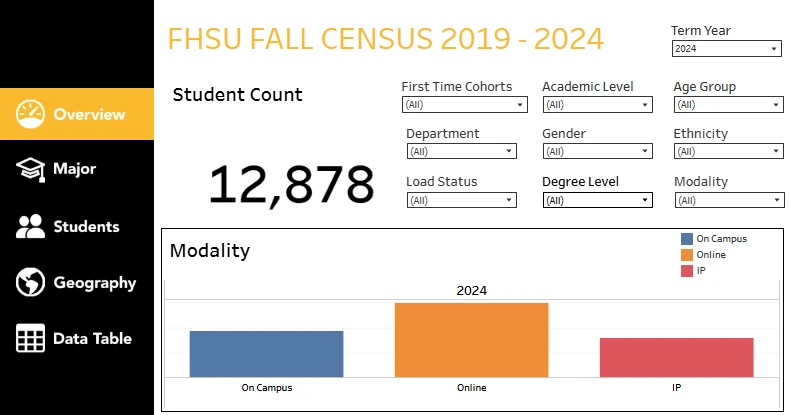 FHSU FALL CENSUS 2019 - 2024
Term Year
2024
Overview
Major
Students
Geography
Data Table
Student Count
12,878
First Time Cohorts
(All)
Academic Level
(All)
Age Group
(All)
Department
(All)
Gender
(All)
Ethnicity
(All)
Load Status
(All)
Degree Level
(All)
Modality
(All)
Modality
On Campus
Online
IP
2024
On Campus
Online
IP